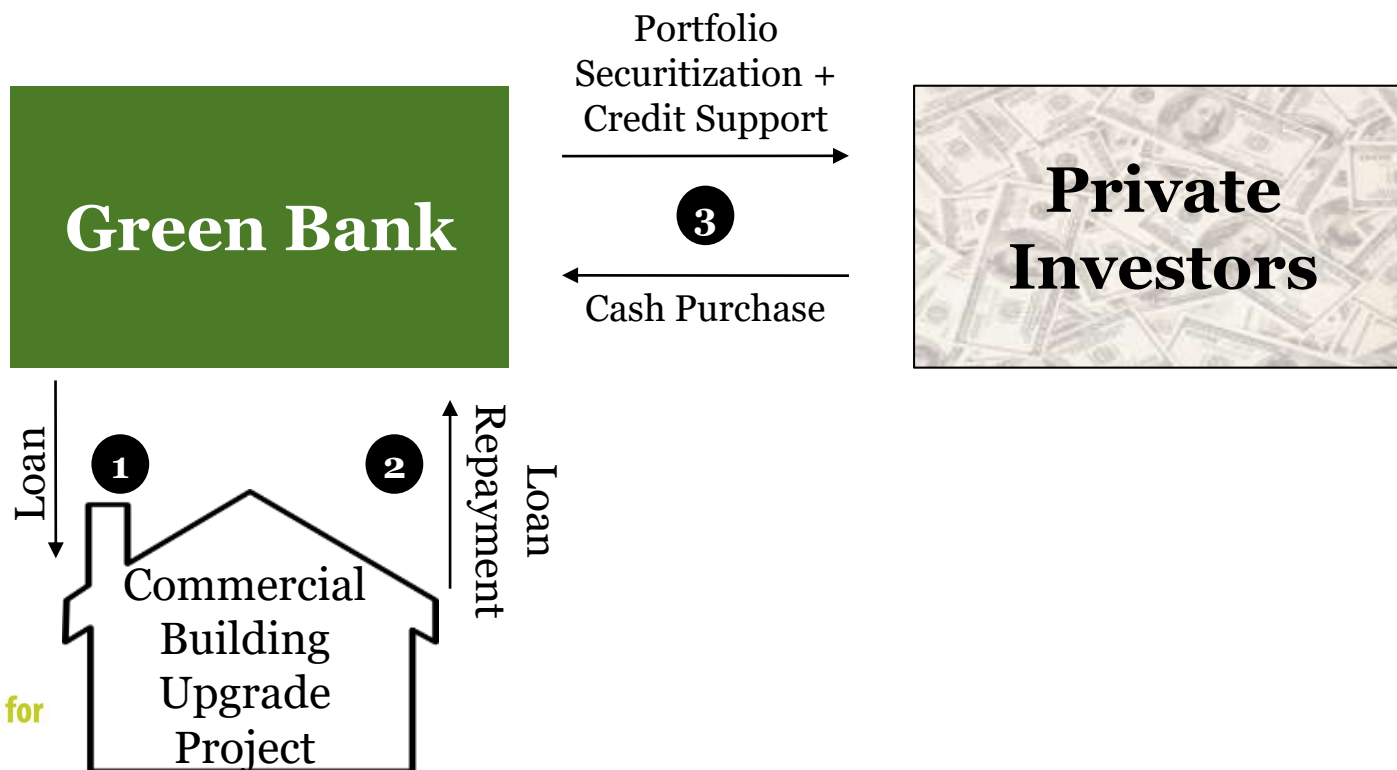 Portfolio
Securitization +
Credit Support
Green Bank
3
Private
Investors
Cash Purchase
Loan
1
2
Loan
Repayment
Commercial
Building
Upgrade
Project
for